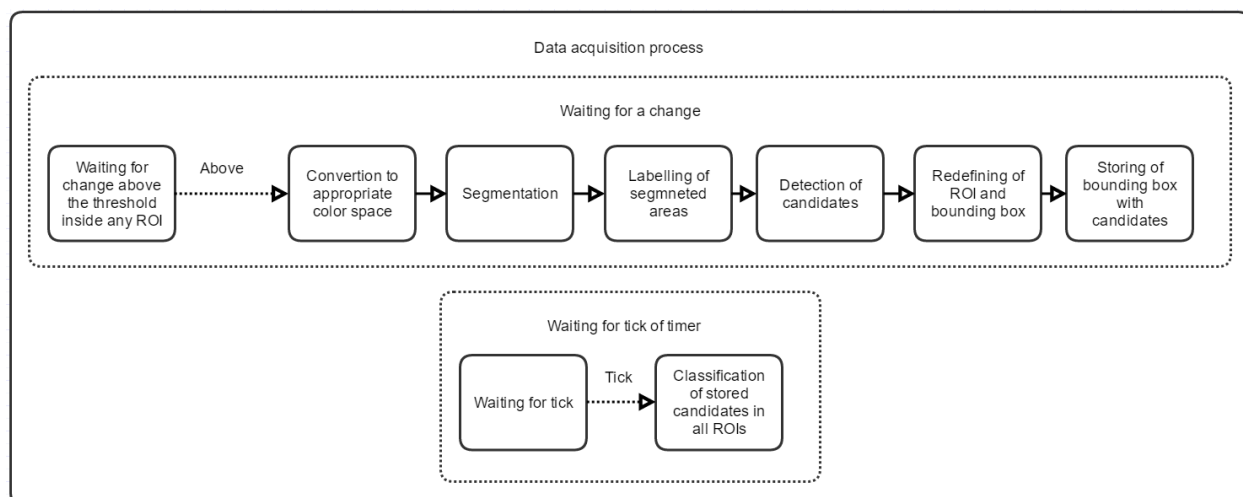 Data acquisition process
Waiting for a change
Waiting for
change above
the threshold
inside any ROI
Above
Convertion to
appropriate
color space
Segmentation
Labelling of
segmneted
areas
Detection of
candidates
Redefining of
ROI and
bounding box
Storing of
bounding box
with
candidates
Waiting for tick of timer
Waiting for tick
Tick
Classification
of stored
candidates in
all ROIs